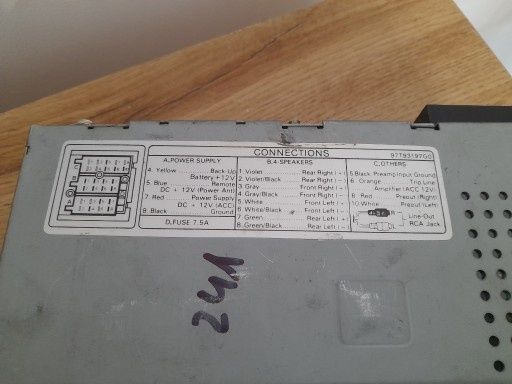 CONNECTIONS
97T93197G0
A.POWER SUPPLY
4. Yellow Back-Up
Battery +12V
5. Blue Remote
DC + 12V (Power Ant)
7. Red Power Supply
DC + 12V (ACC)
8. Black Ground
D.FUSE 7.5A
B.4 SPEAKERS
1 Violet Rear Right
2. Violet/Black Rear Right
3 Gray Front Right
4. Gray/Black Front Right
5 White Front Left
6 White/Black Front Left
7. Green Rear Left
8. Green/Black Rear Left
C.OTHERS
5.Black Preamp Input Ground
6. Orange Trip Line
Amplifier (ACC 12V)
8. Red Preout (Right)
10.White Preout (Left)
Line-Out
RCA Jack
241